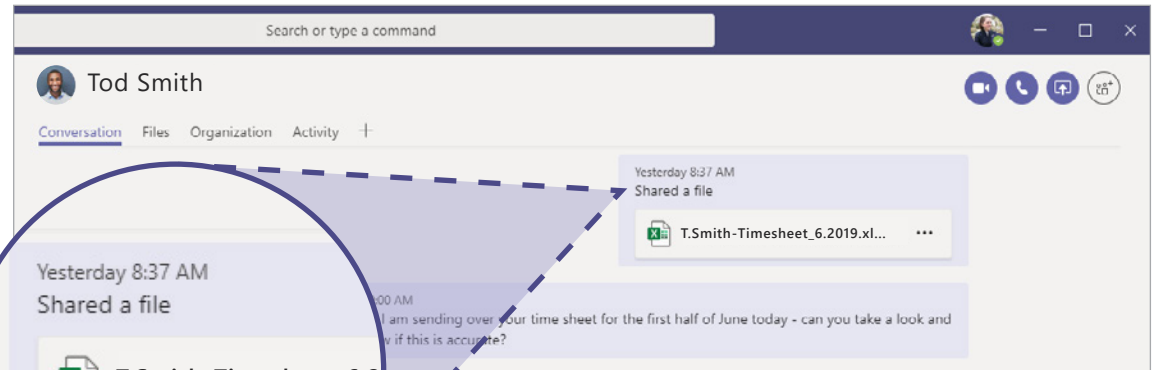 Search or type a command
Tod Smith
Conversation Files Organization Activity
Yesterday 8:37 AM
Shared a file
T.Smith-Timesheet_6.2019.xl...
Yesterday 8:37 AM
Shared a file
:00 AM
I am sending over your time sheet for the first half of June today - can you take a look and
if this is accurate?